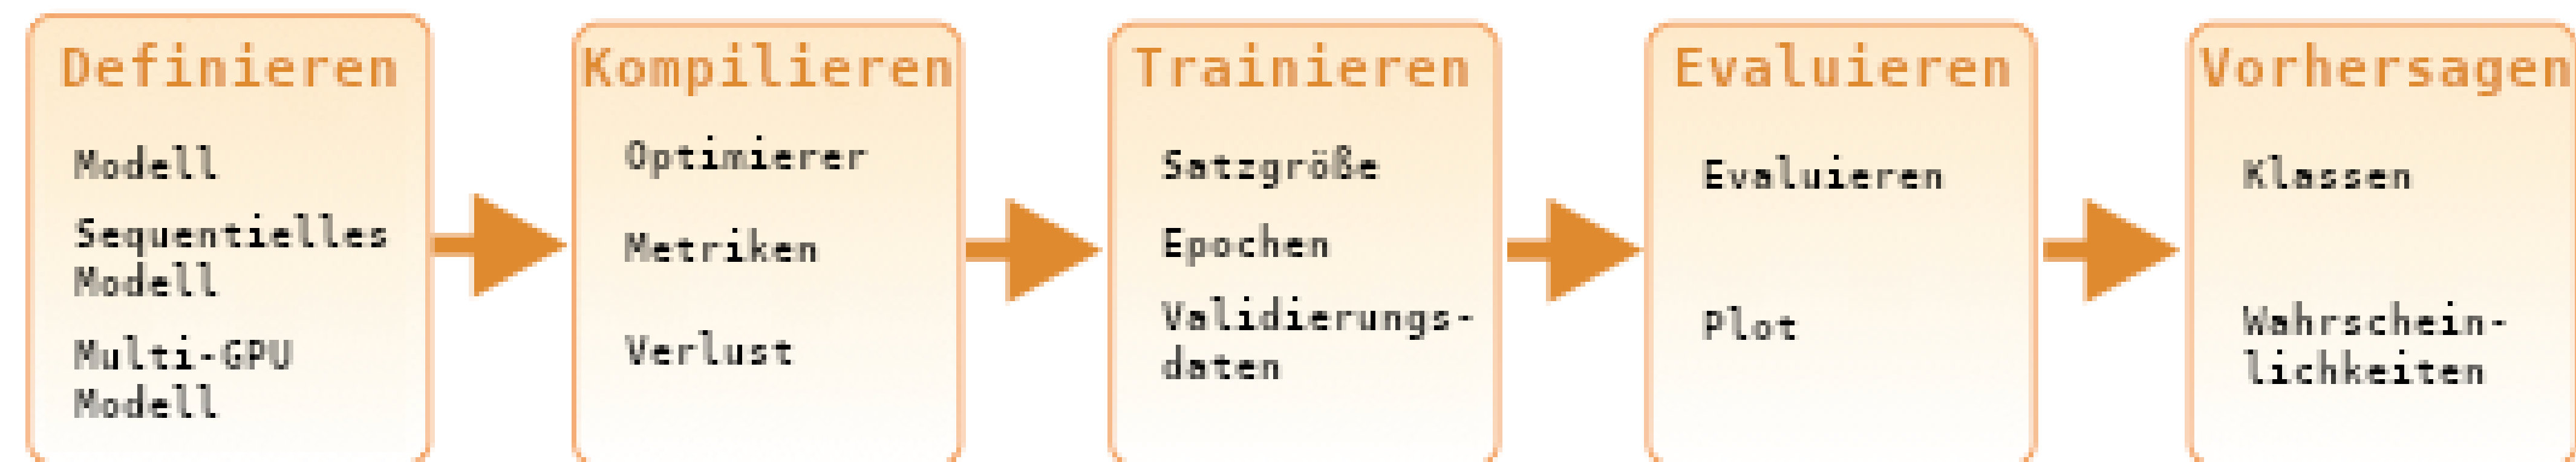 Definieren
Modell
Sequentielles
Modell
Multi-GPU
Modell
Kompilieren
Optimierer
Metriken
Verlust
Trainieren
Satzgröße
Epochen
Validierungs-
daten
Evaluieren
Evaluieren
Plot
Vorhersagen
Klassen
Wahrschein-
lichkeiten